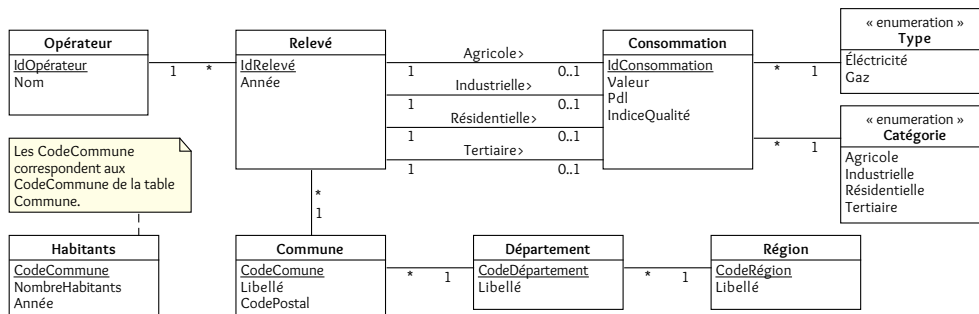 Opérateur
IdOpérateur
Nom
1
*
Relevé
IdRelevé
Année
Agricole>
1
0..1
Industrielle>
1
0..1
Résidentielle>
1
0..1
Tertiaire>
1
0..1
Consommation
IdConsommation
Valeur
Pdl
IndiceQualité
*
1
« enumeration »
Type
Éléctricité
Gaz
*
1
« enumeration »
Catégorie
Agricole
Industrielle
Résidentielle
Tertiaire
Les CodeCommune
correspondent aux
CodeCommune de la table
Commune.
*
1
Habitants
CodeCommune
NombreHabitants
Année
Commune
CodeComune
Libellé
CodePostal
*
1
Département
CodeDépartement
Libellé
*
1
Région
CodeRégion
Libellé